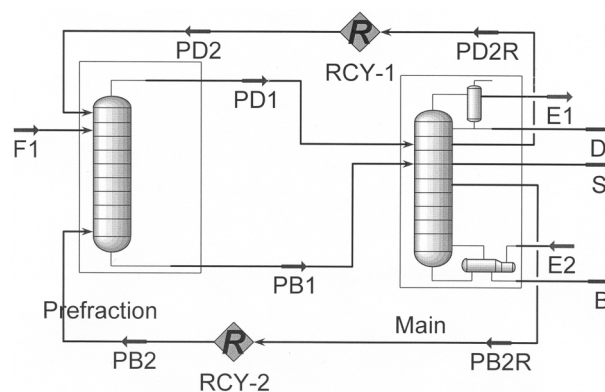 PD2
R
PD2R
RCY-1
PD1
E1
F1
D
S
E2
PB1
B
Prefraction
Main
PB2
R
PB2R
RCY-2